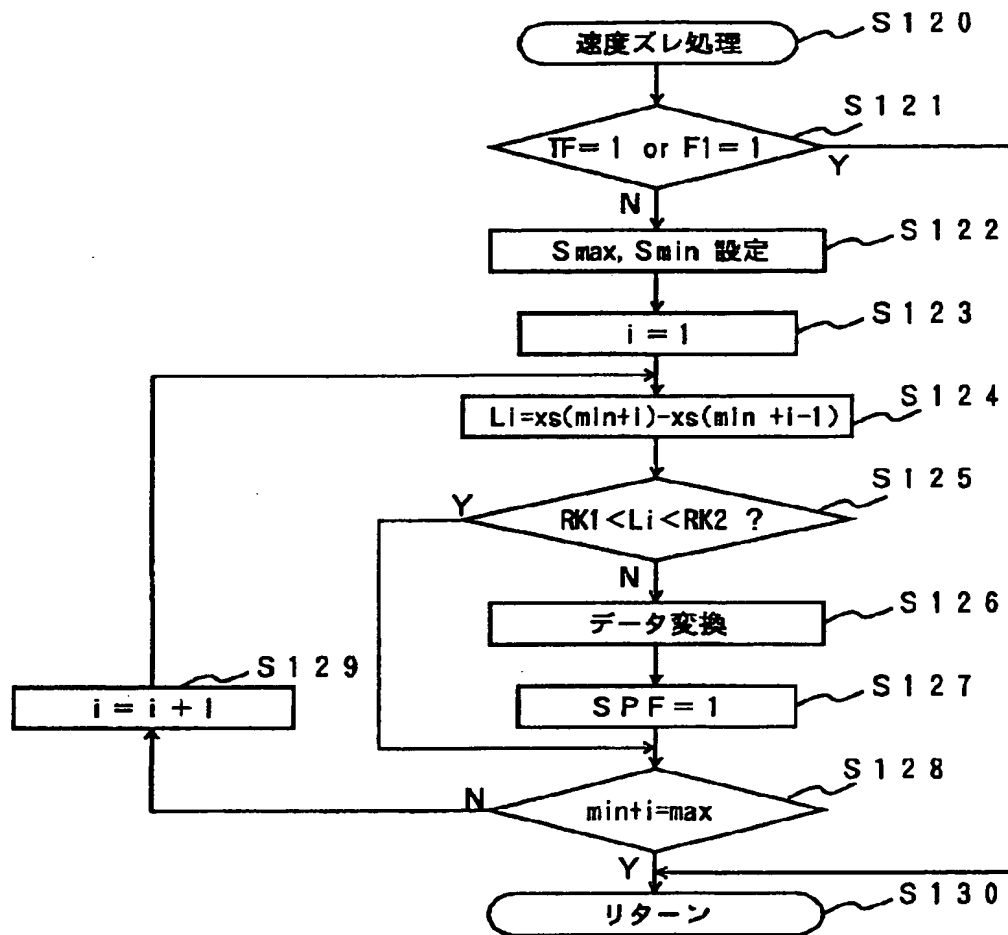 S120
速度ズレ処理
S121
TF=1 or F1=1
Y
N
S122
Smax, Smin 設定
S123
i=1
S124
Li=xs(min+i)-xs(min +i-1)
S125
Y
RK1<Li<RK2 ?
N
S126
データ変換
S129
S127
i=i+1
SPF=1
S128
N
min+i=max
Y
S130
リターン